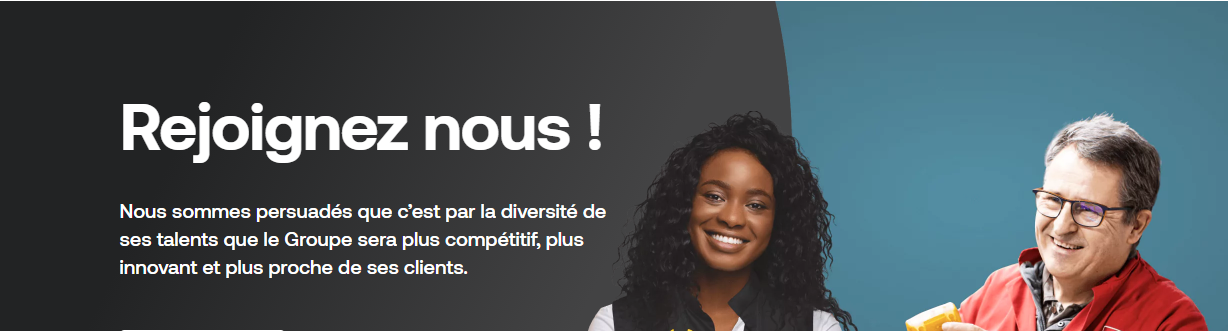 Rejoignez nous !
Nous sommes persuadés que c’est par la diversité de
ses talents que le Groupe sera plus compétitif, plus
innovant et plus proche de ses clients.